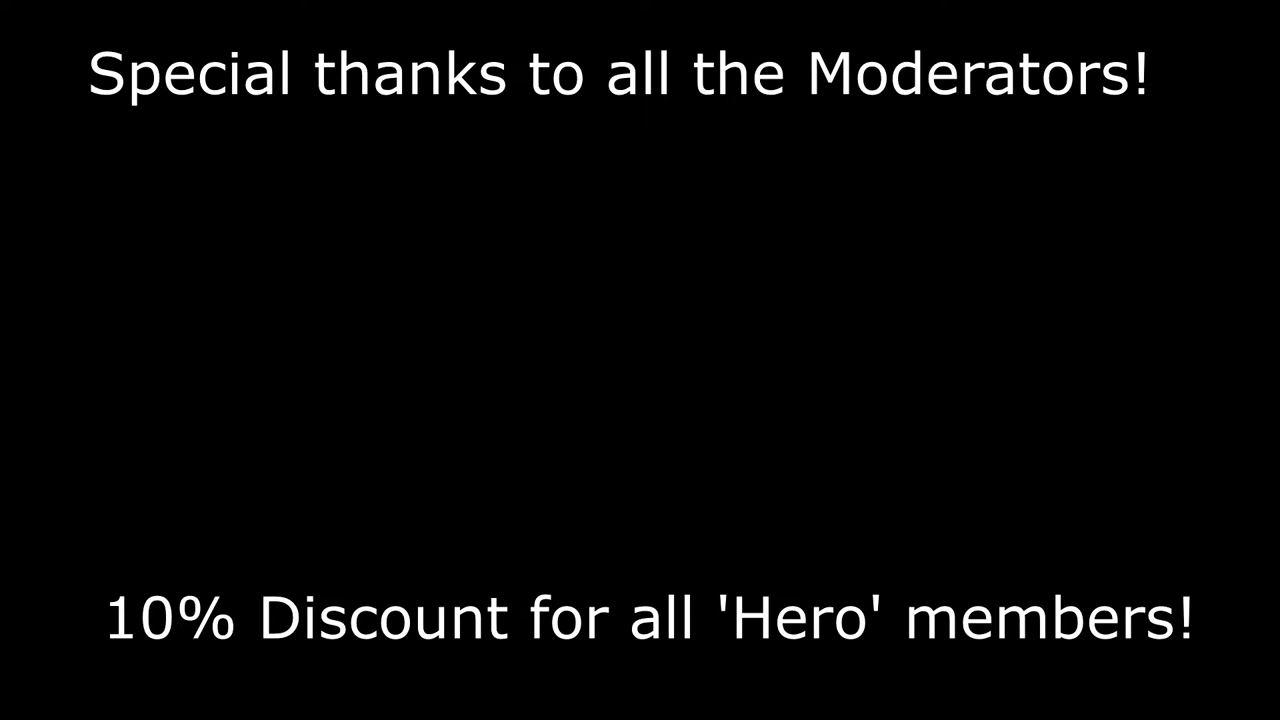 Special thanks to all the Moderators!
10% Discount for all 'Hero' members!